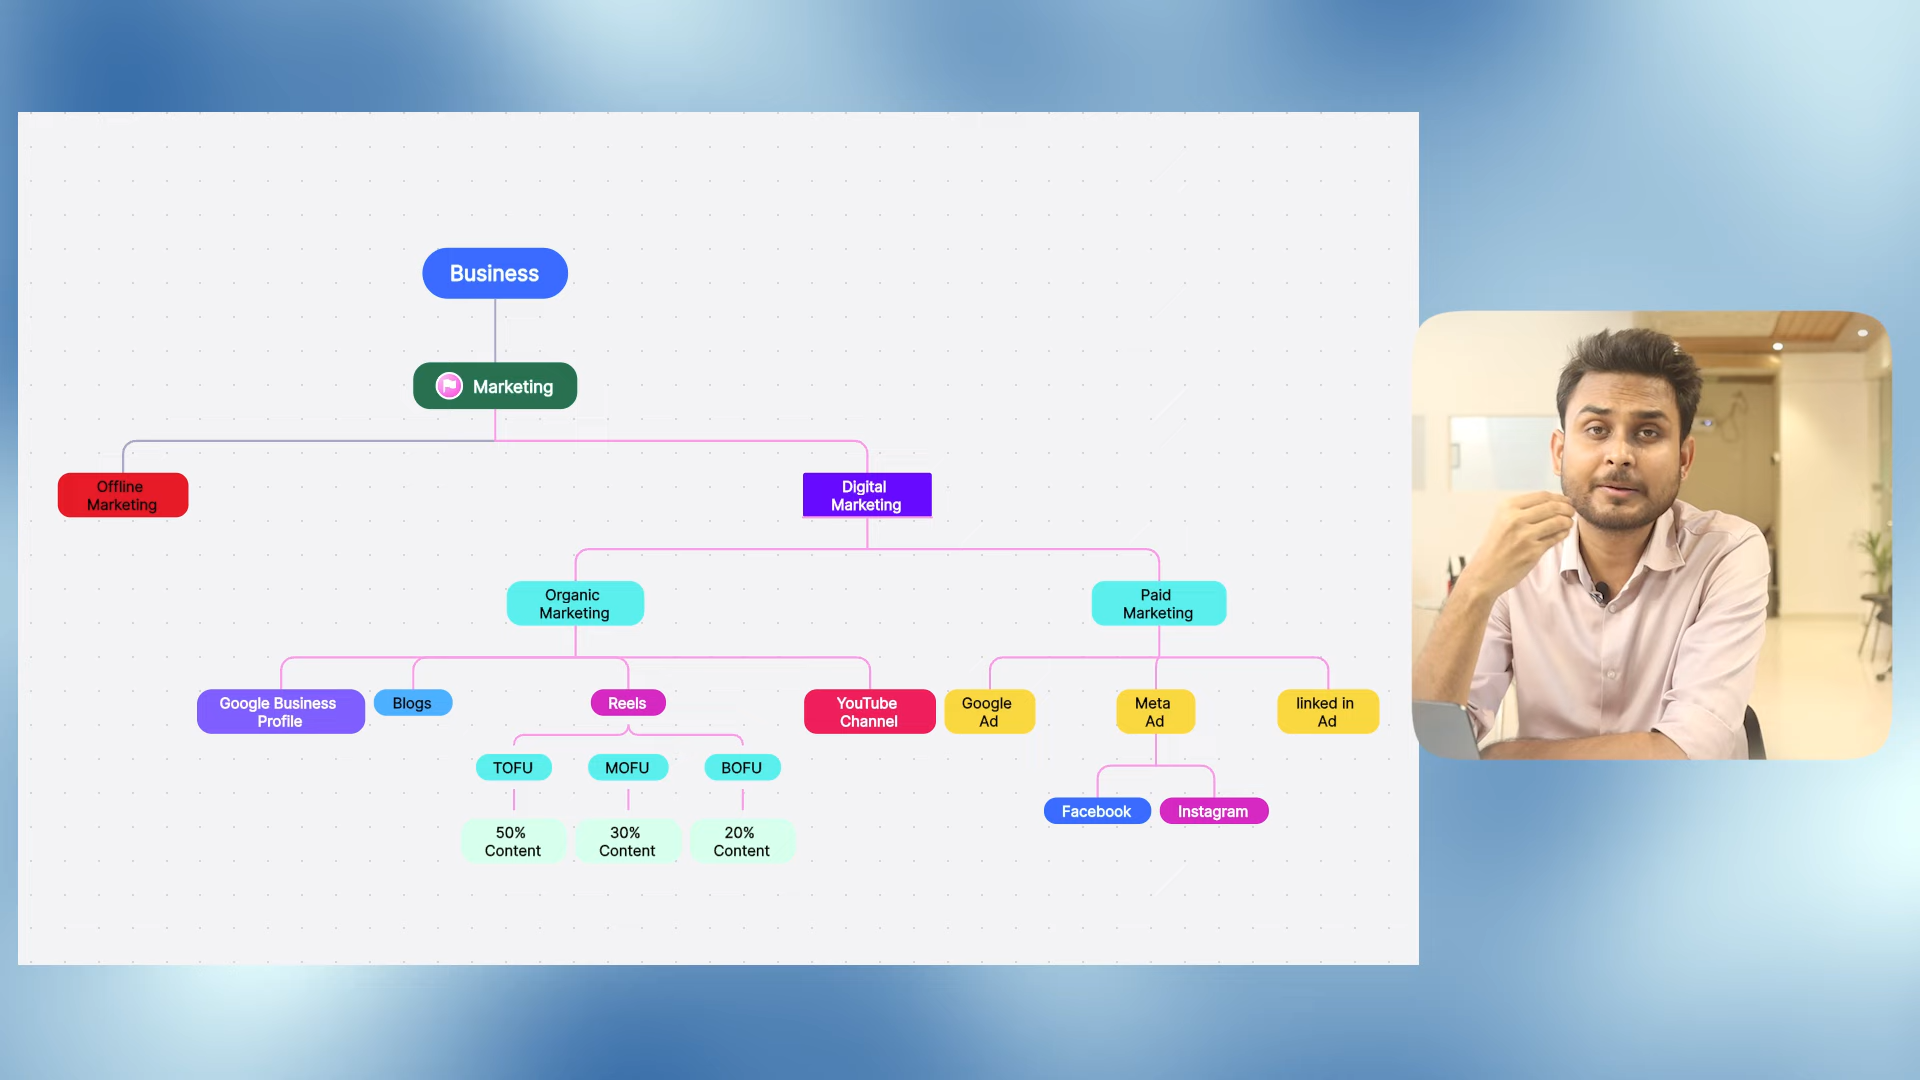 Business
Marketing
Offline
Marketing
Digital
Marketing
Organic
Marketing
Paid
Marketing
Google Business
Profile
Blogs
Reels
YouTube
Channel
Google
Ad
Meta
Ad
linked in
Ad
TOFU
MOFU
BOFU
Facebook
Instagram
50%
Content
30%
Content
20%
Content